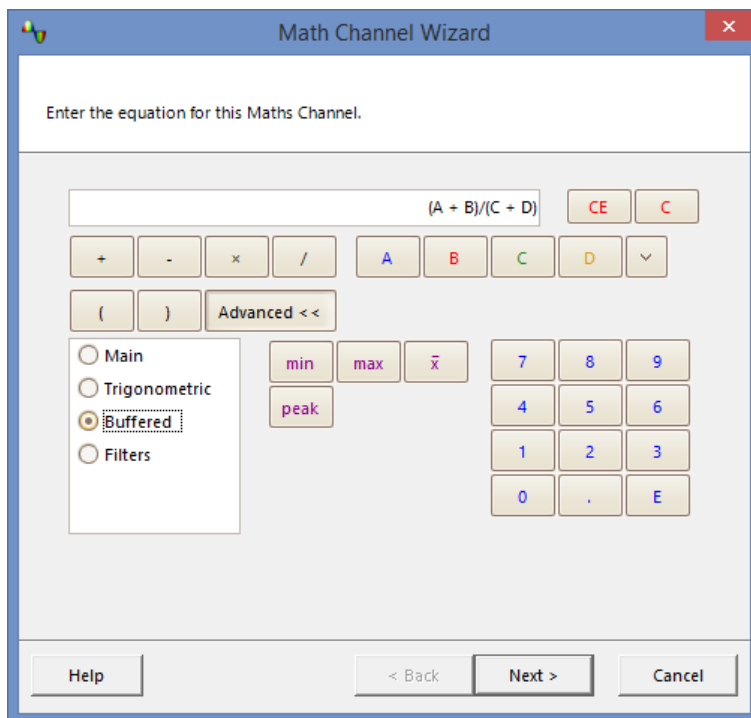 Math Channel Wizard
Enter the equation for this Maths Channel.
(A + B)/(C + D)
CE C
+ - × / A B C D
( ) Advanced <<
Main
Trigonometric
Buffered
Filters
min max x̄
peak
7 8 9
4 5 6
1 2 3
0 . E
Help < Back Next > Cancel